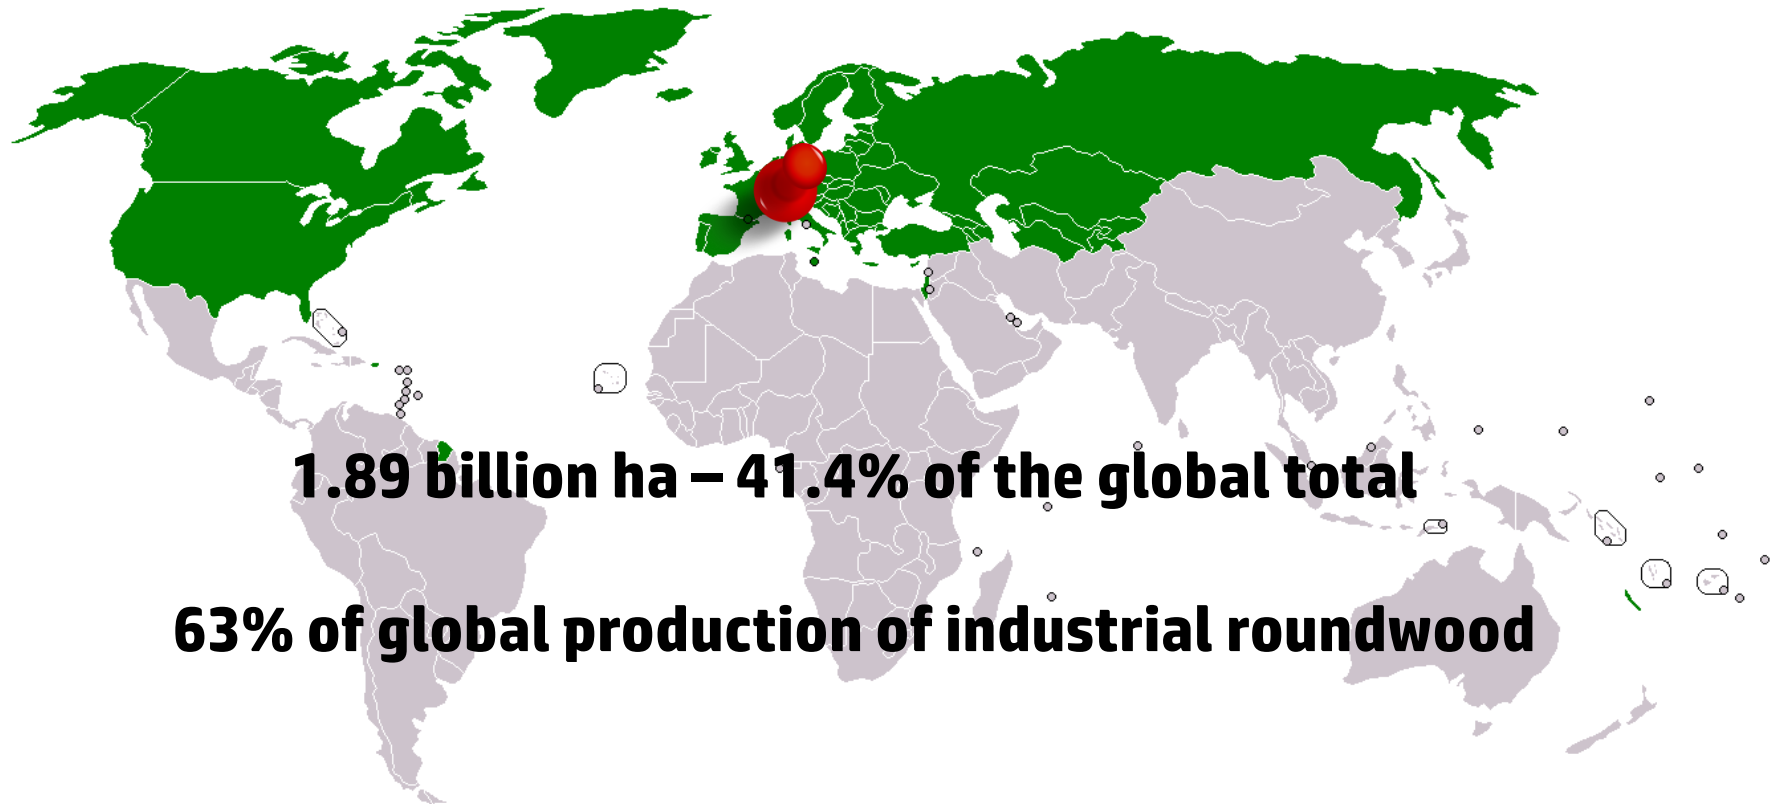 1.89 billion ha – 41.4% of the global total
63% of global production of industrial roundwood